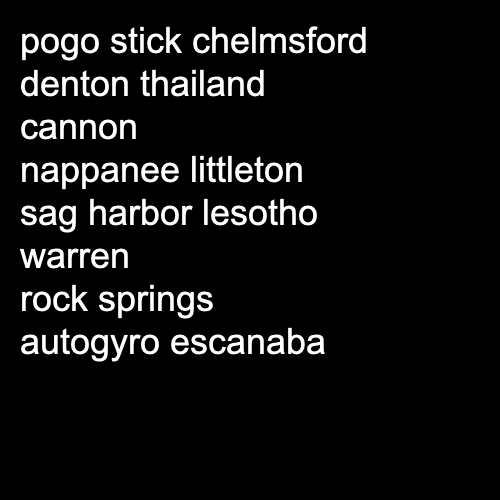 pogo stick chelmsford
denton thailand
cannon
nappanee littleton
sag harbor lesotho
warren
rock springs
autogyro escanaba